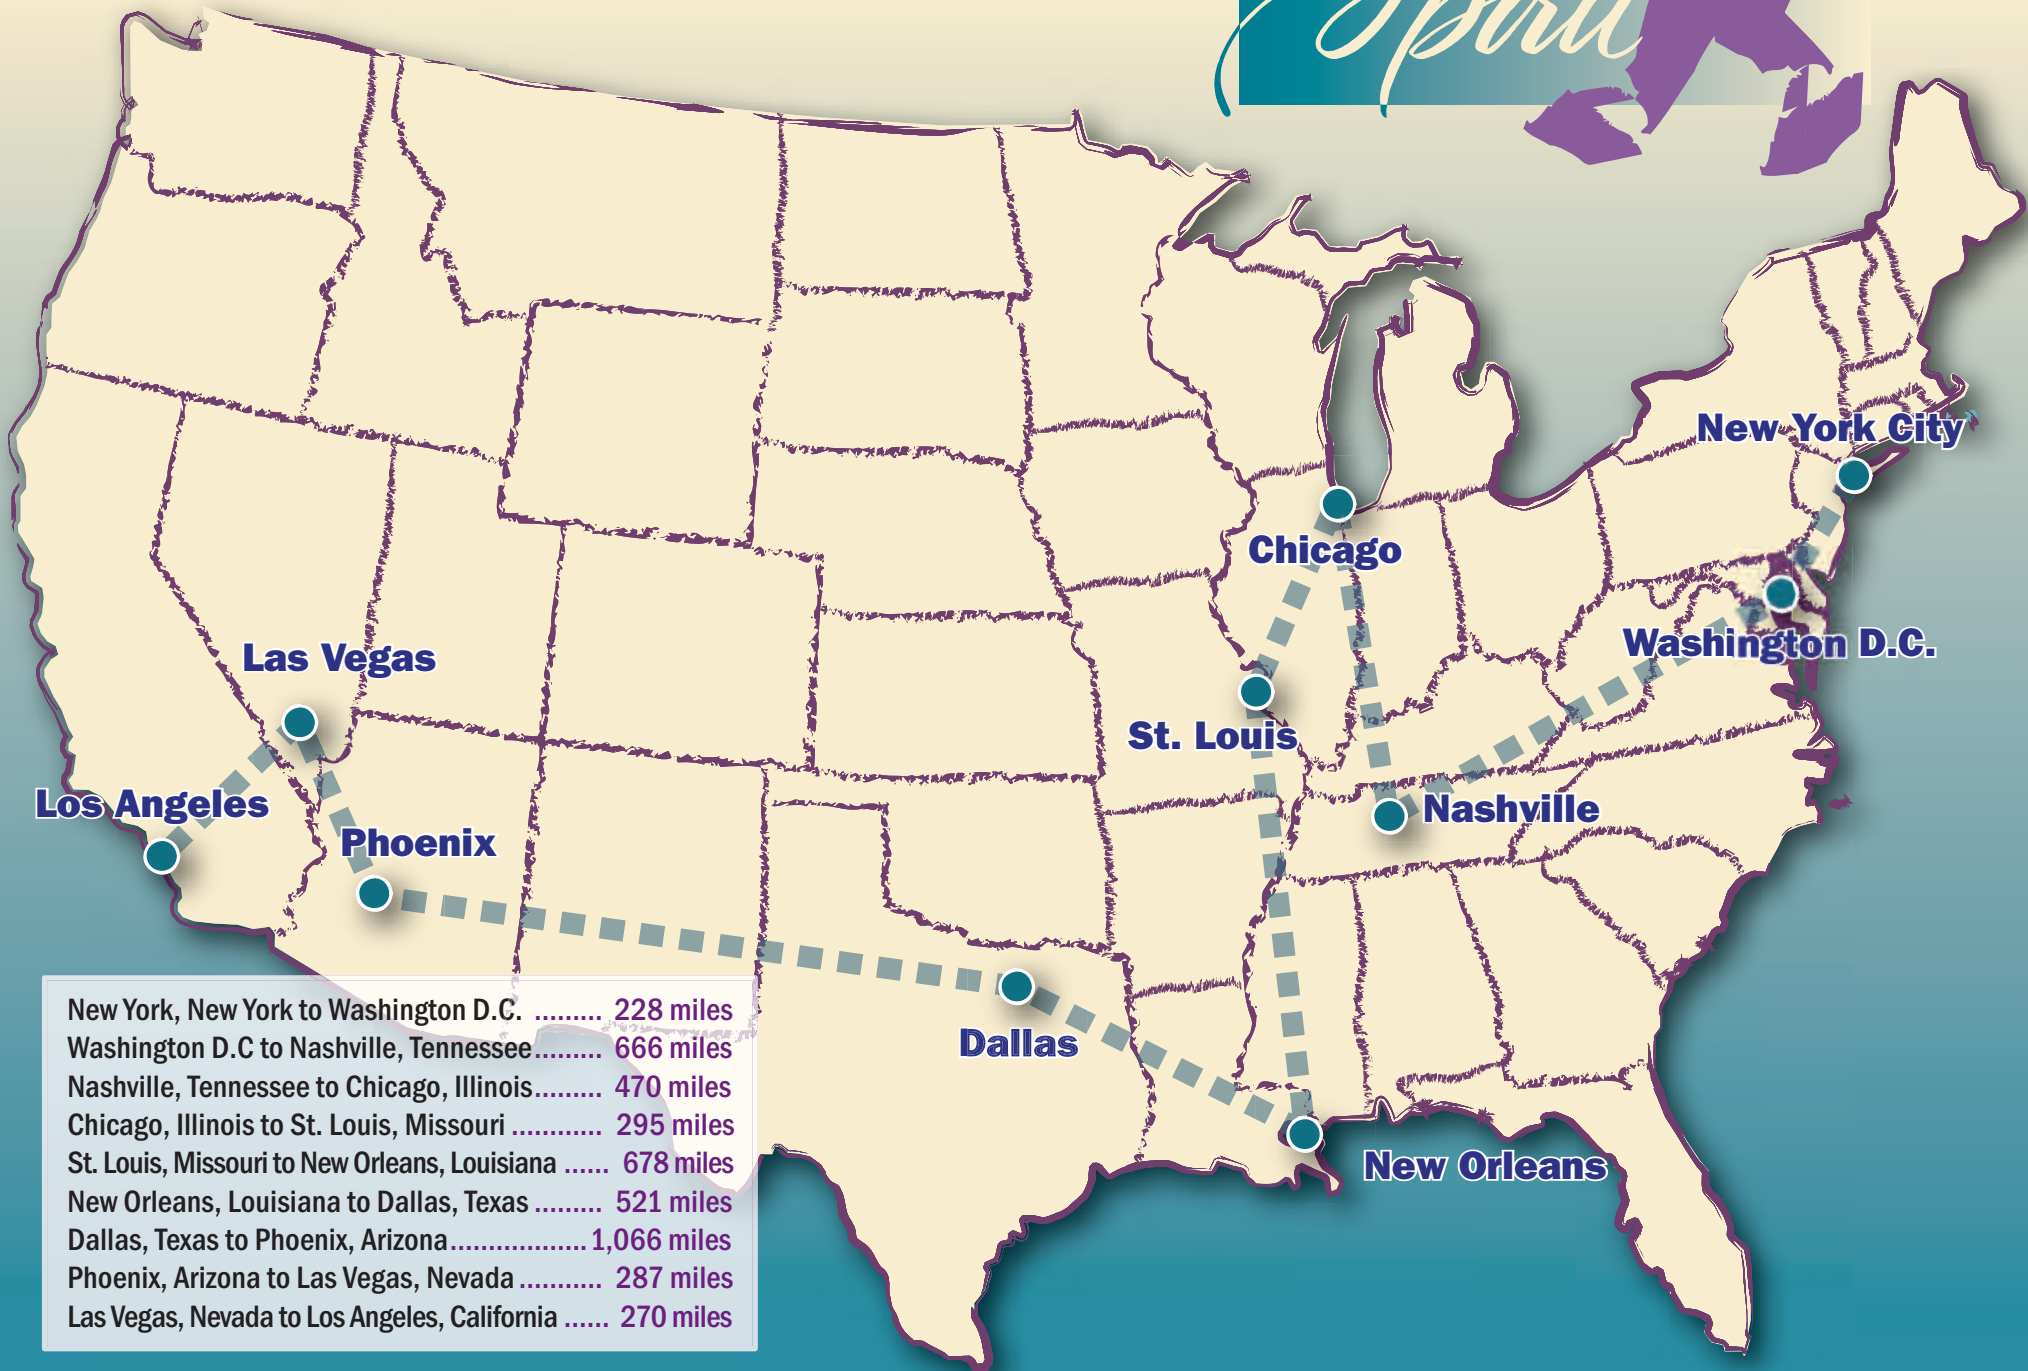 Spirit
New York City
Chicago
Washington D.C.
Las Vegas
St. Louis
Los Angeles
Nashville
Phoenix
Dallas
New Orleans
New York, New York to Washington D.C. ......... 228 miles
Washington D.C to Nashville, Tennessee......... 666 miles
Nashville, Tennessee to Chicago, Illinois......... 470 miles
Chicago, Illinois to St. Louis, Missouri ............ 295 miles
St. Louis, Missouri to New Orleans, Louisiana ...... 678 miles
New Orleans, Louisiana to Dallas, Texas ......... 521 miles
Dallas, Texas to Phoenix, Arizona.................. 1,066 miles
Phoenix, Arizona to Las Vegas, Nevada ........... 287 miles
Las Vegas, Nevada to Los Angeles, California ...... 270 miles